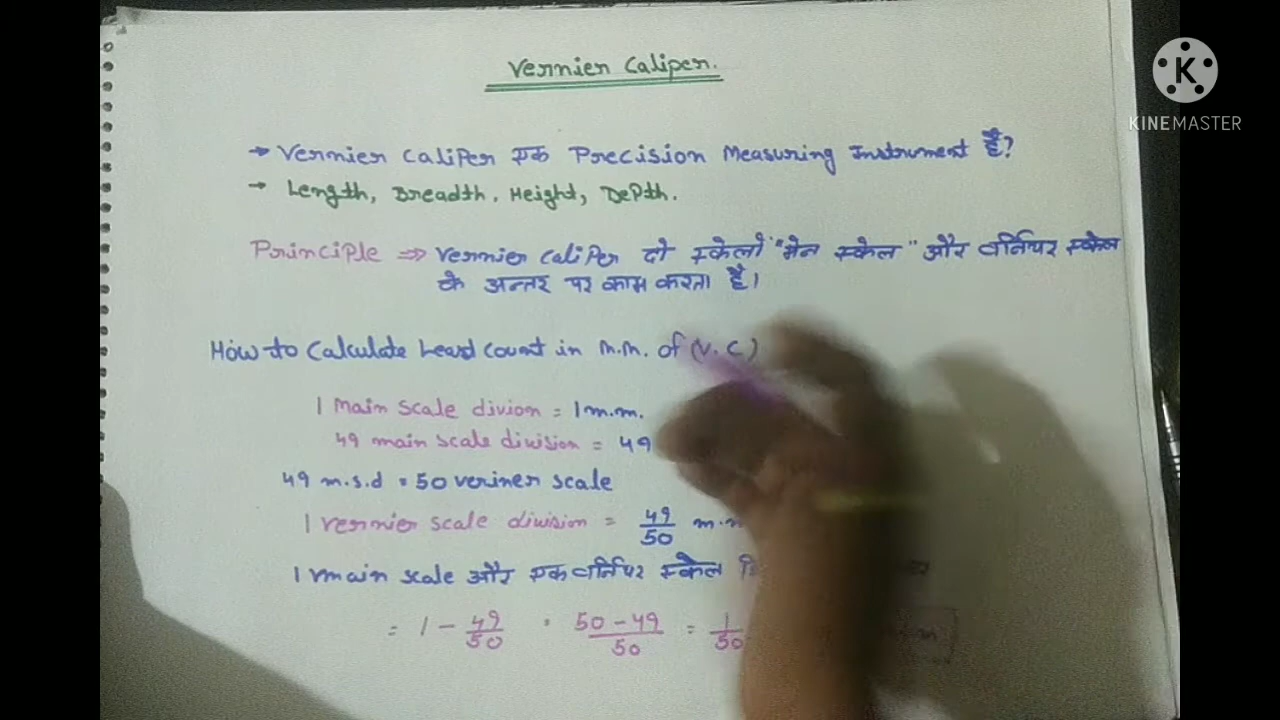 Vernier Caliper.
KINEMASTER
→ Vernier Caliper एक Precision Measuring Instrument है?
→ Length, Breadth, Height, Depth.
Principle ⇒ Vernier Caliper दो स्केलों "मेन स्केल" और वर्नियर स्केल
के अन्तर पर काम करता है।
How to Calculate Least Count in m.m. of (V.C)
1 Main Scale divion = 1 m.m.
49 main scale division = 49
49 m.s.d = 50 veriner scale
1 vernier scale division = 49/50
1 main scale और एक वर्नियर स्केल
= 1 - 49/50 = 50-49/50 = 1/50